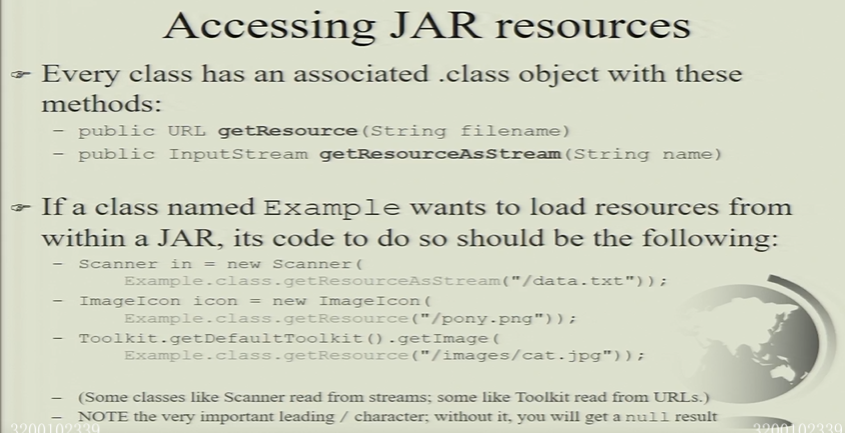 Accessing JAR resources
☞ Every class has an associated .class object with these
methods:
– public URL getResource(String filename)
– public InputStream getResourceAsStream(String name)
☞ If a class named Example wants to load resources from
within a JAR, its code to do so should be the following:
– Scanner in = new Scanner(
Example.class.getResourceAsStream("/data.txt"));
– ImageIcon icon = new ImageIcon(
Example.class.getResource("/pony.png"));
– Toolkit.getDefaultToolkit().getImage(
Example.class.getResource("/images/cat.jpg"));
– (Some classes like Scanner read from streams; some like Toolkit read from URLs.)
– NOTE the very important leading / character; without it, you will get a null result
3200102339 3200102339